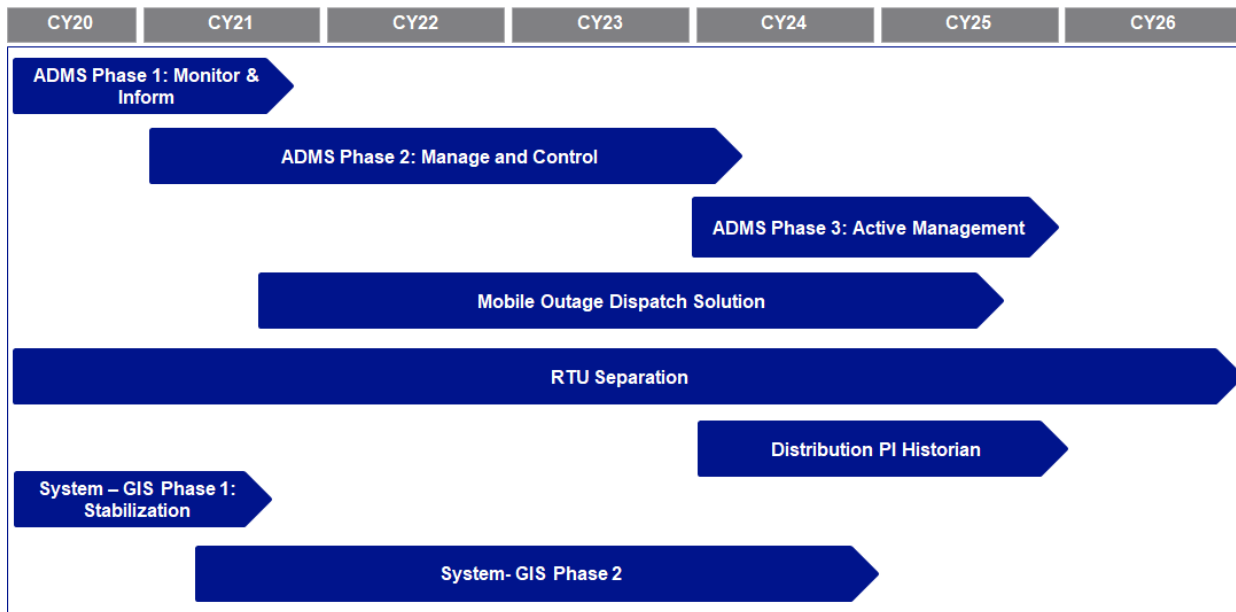 CY20 CY21 CY22 CY23 CY24 CY25 CY26
ADMS Phase 1: Monitor &
Inform
ADMS Phase 2: Manage and Control
ADMS Phase 3: Active Management
Mobile Outage Dispatch Solution
RTU Separation
Distribution PI Historian
System – GIS Phase 1:
Stabilization
System- GIS Phase 2